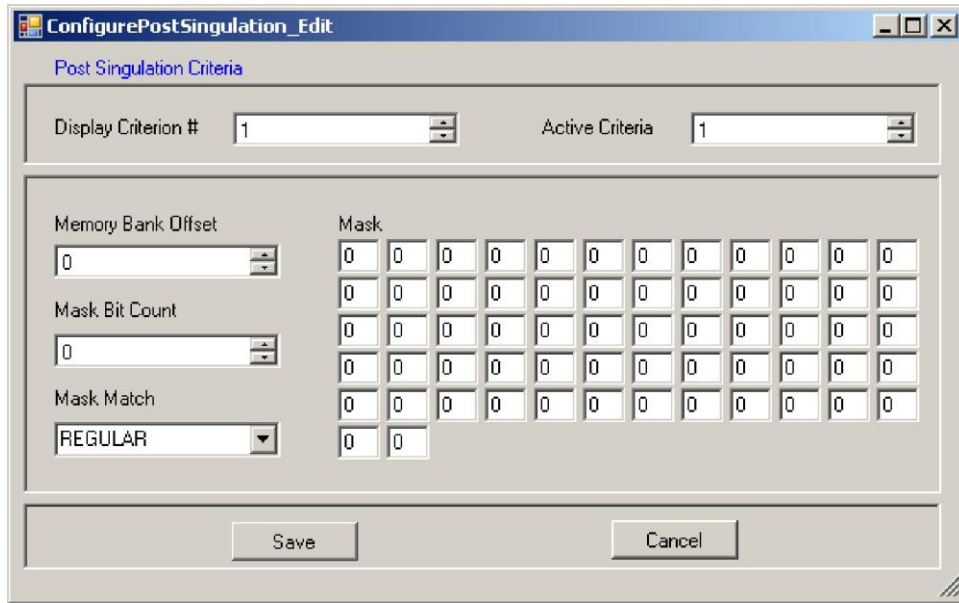 ConfigurePostSingulation_Edit
Post Singulation Criteria
Display Criterion # 1 Active Criteria 1
Memory Bank Offset
0
Mask Bit Count
0
Mask Match
REGULAR
Mask
0 0 0 0 0 0 0 0 0 0 0 0
0 0 0 0 0 0 0 0 0 0 0 0
0 0 0 0 0 0 0 0 0 0 0 0
0 0 0 0 0 0 0 0 0 0 0 0
0 0 0 0 0 0 0 0 0 0 0 0
0 0
Save Cancel